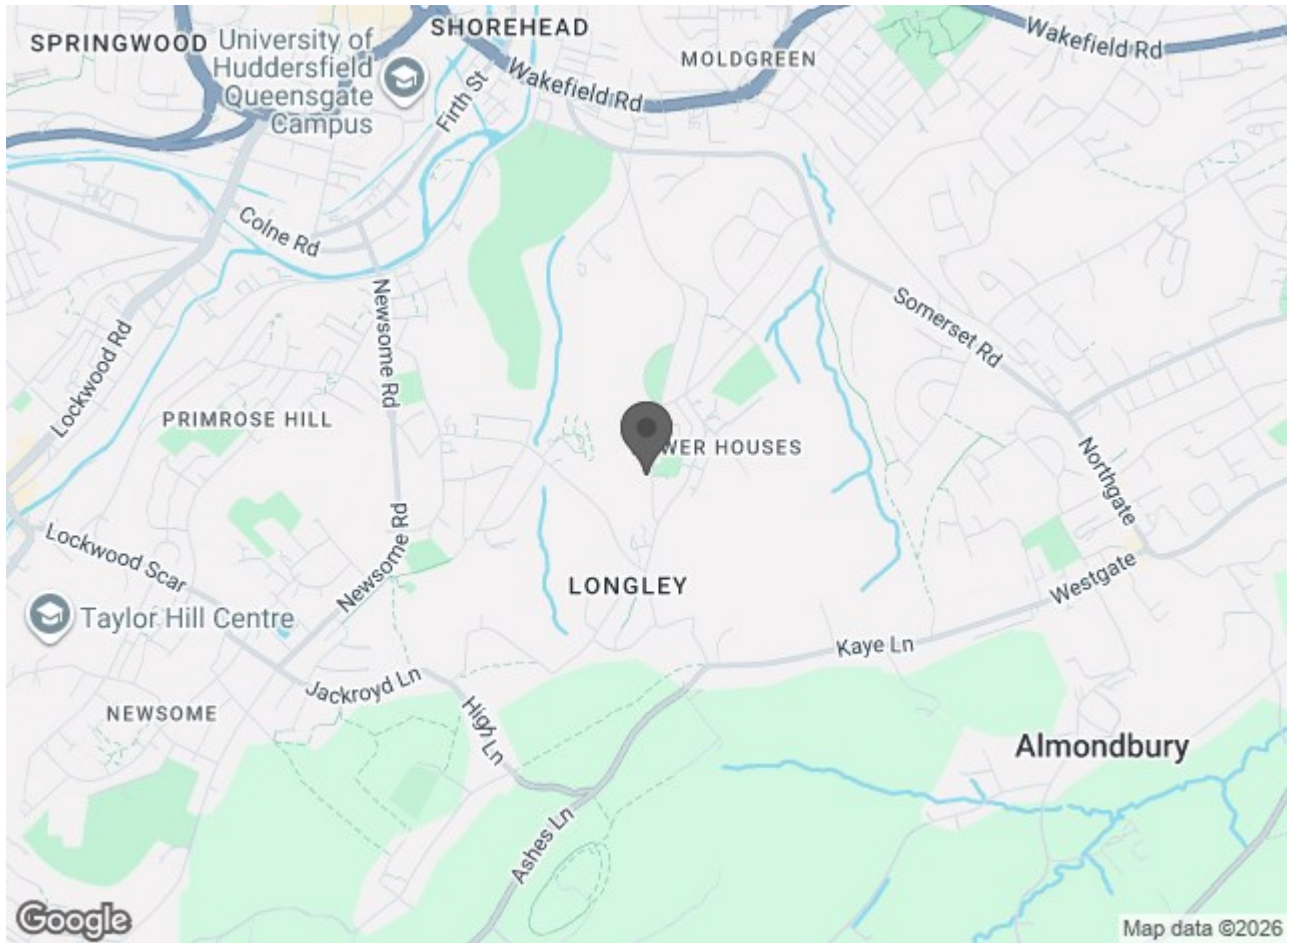 SHOREHEAD
SPRINGWOOD
University of
Huddersfield
Queensgate
Campus
Firth St
Wakefield Rd
MOLDGREEN
Wakefield Rd
Colne Rd
Newsome Rd
Lockwood Rd
Somerset Rd
PRIMROSE HILL
WER HOUSES
Northgate
Newsome Rd
Lockwood Scar
LONGLEY
Westgate
Taylor Hill Centre
Kaye Ln
Jackroyd Ln
High Ln
NEWSOME
Almondbury
Ashes Ln
Google
Map data ©2026